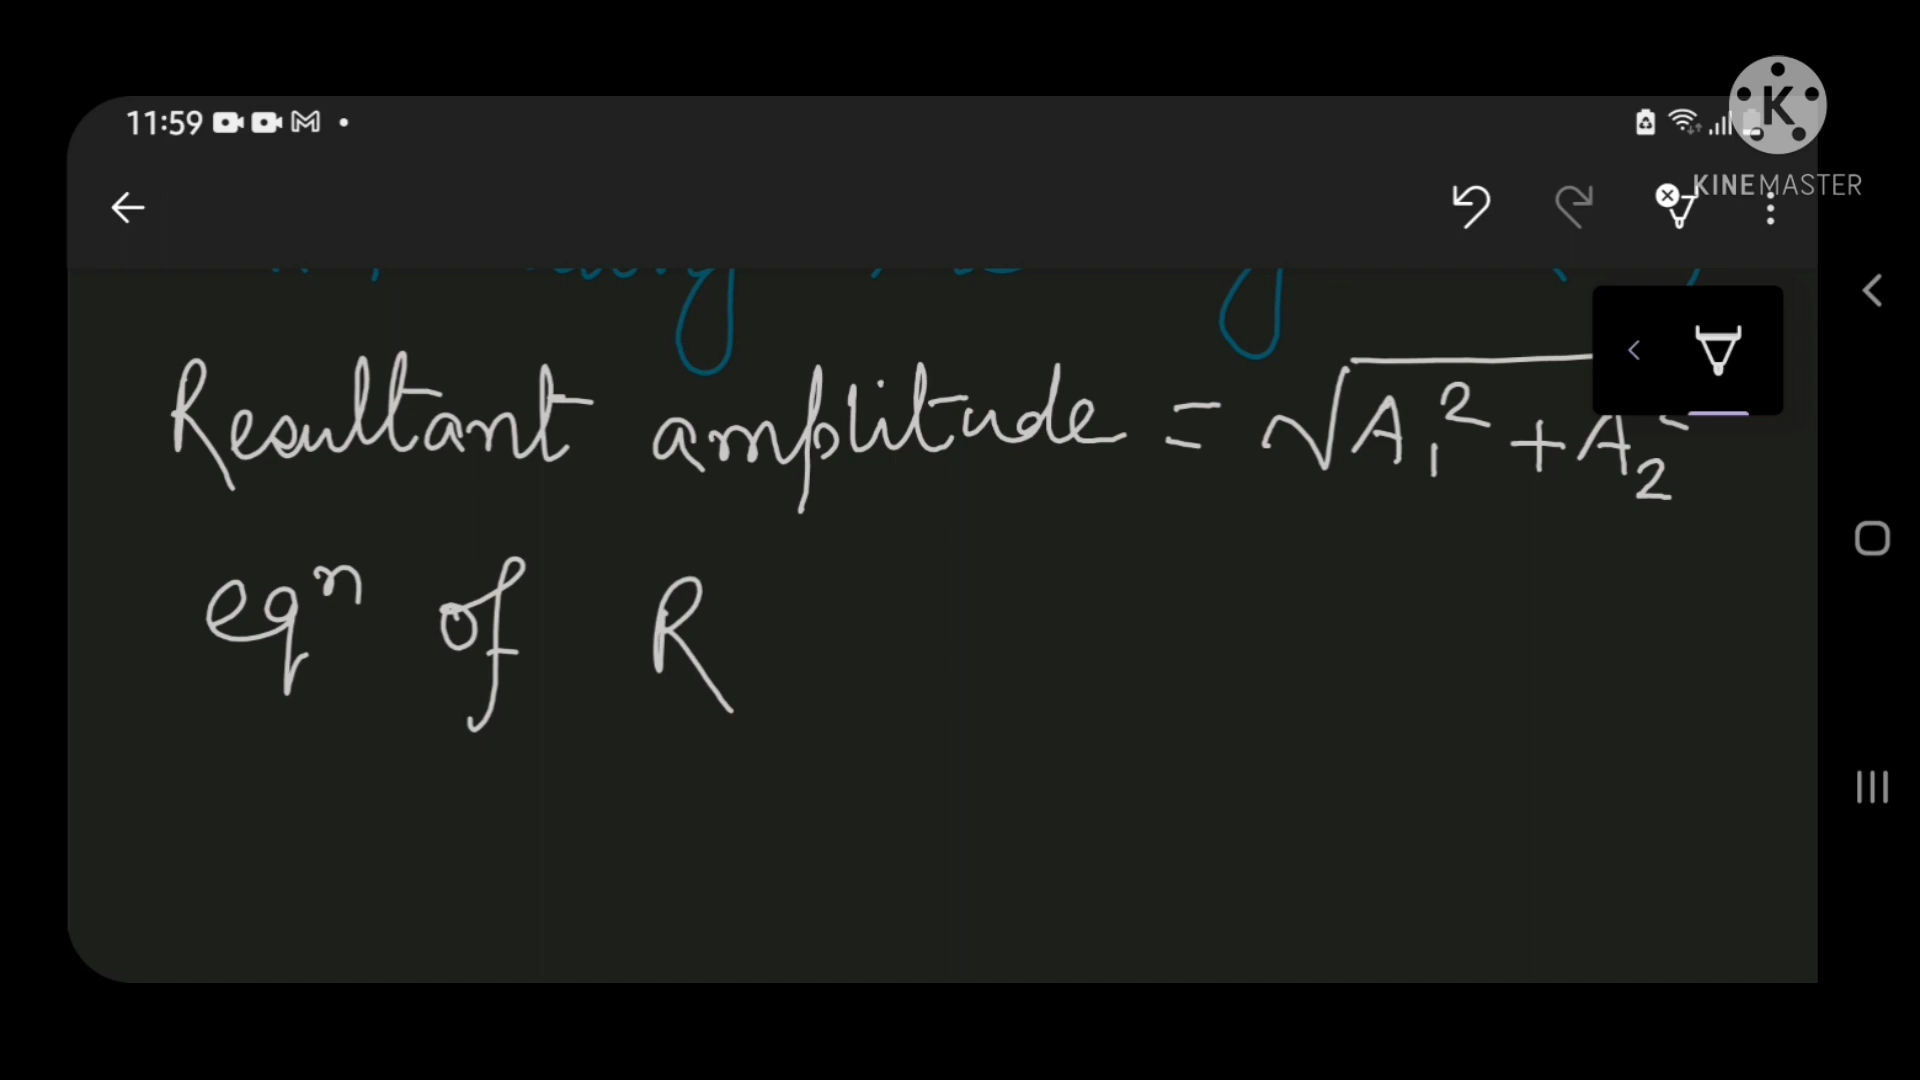 11:59
KINEMASTER
Resultant amplitude = √A₁² + A₂²
eqⁿ of R